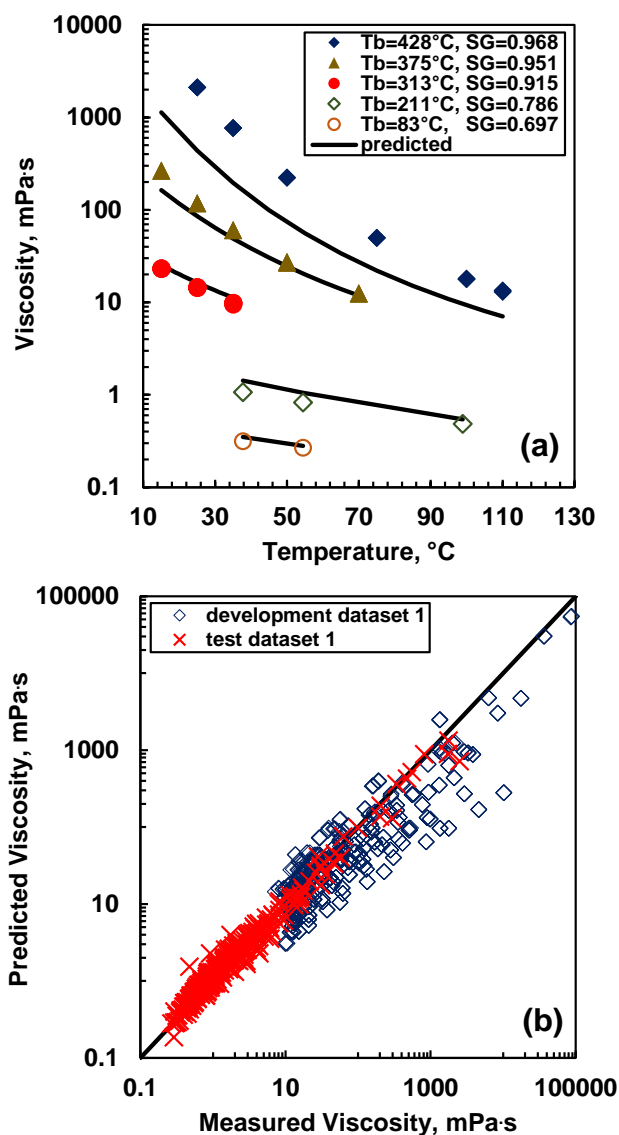 10000
1000
100
10
1
0.1
Viscosity, mPa·s
Tb=428°C, SG=0.968
Tb=375°C, SG=0.951
Tb=313°C, SG=0.915
Tb=211°C, SG=0.786
Tb=83°C, SG=0.697
predicted
(a)
10 30 50 70 90 110 130
Temperature, °C
100000
1000
10
0.1
Predicted Viscosity, mPa·s
development dataset 1
test dataset 1
(b)
0.1 10 1000 100000
Measured Viscosity, mPa·s